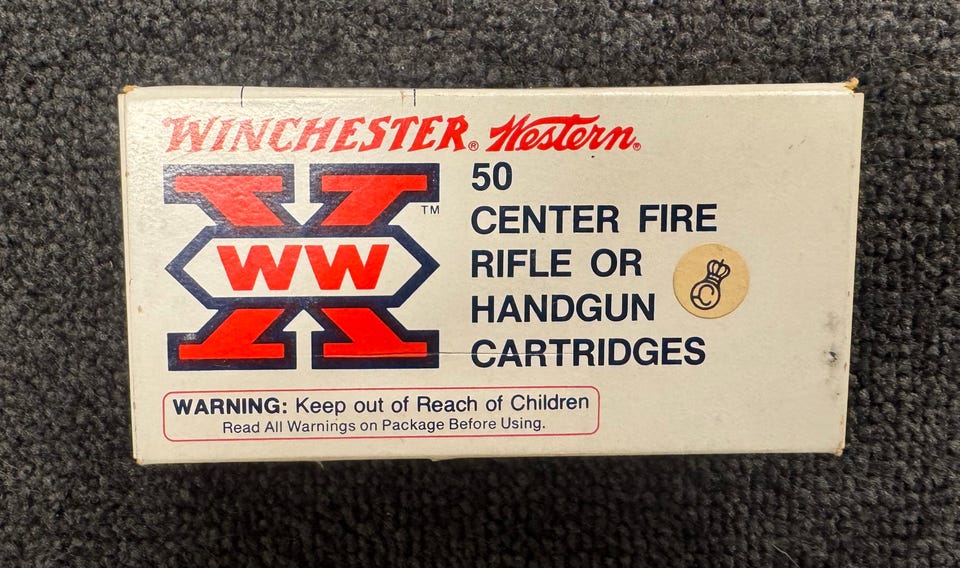 WINCHESTER® Western®
WW
TM
50
CENTER FIRE
RIFLE OR
HANDGUN
CARTRIDGES
C
WARNING: Keep out of Reach of Children
Read All Warnings on Package Before Using.